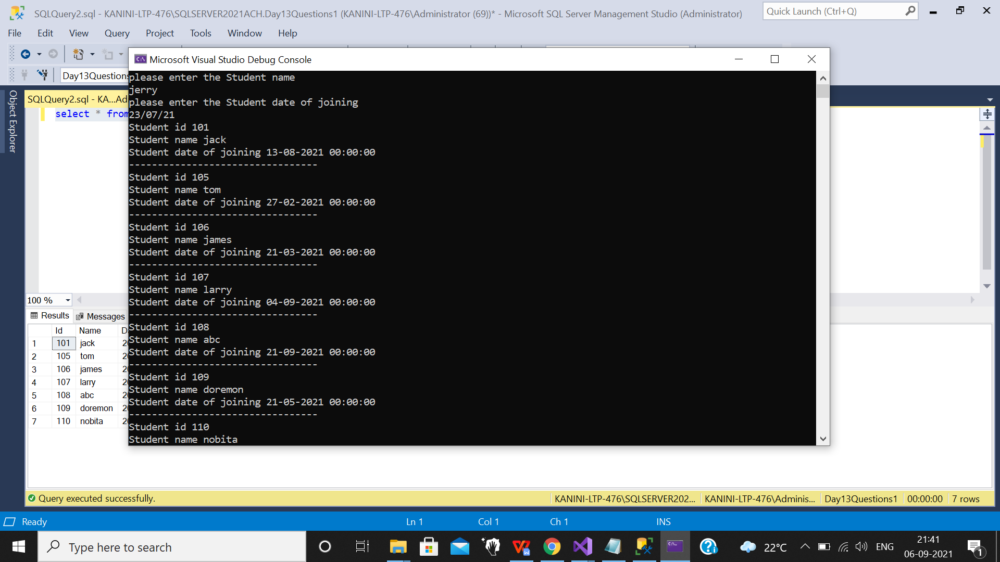 SQLQuery2.sql - KANINI-LTP-476\SQLSERVER2021ACH.Day13Questions1 (KANINI-LTP-476\Administrator (69))* - Microsoft SQL Server Management Studio (Administrator)
Quick Launch (Ctrl+Q)
File Edit View Query Project Tools Window Help
Microsoft Visual Studio Debug Console
Day13Questions
Object Explorer
SQLQuery2.sql - KA...Ad
select * from
please enter the Student name
jerry
please enter the Student date of joining
23/07/21
Student id 101
Student name jack
Student date of joining 13-08-2021 00:00:00
---------------------------------
Student id 105
Student name tom
Student date of joining 27-02-2021 00:00:00
---------------------------------
Student id 106
Student name james
Student date of joining 21-03-2021 00:00:00
---------------------------------
Student id 107
Student name larry
Student date of joining 04-09-2021 00:00:00
---------------------------------
Student id 108
Student name abc
Student date of joining 21-09-2021 00:00:00
---------------------------------
Student id 109
Student name doremon
Student date of joining 21-05-2021 00:00:00
---------------------------------
Student id 110
Student name nobita
100 %
Results Messages
Id Name D
1 101 jack 20
2 105 tom 20
3 106 james 20
4 107 larry 20
5 108 abc 20
6 109 doremon 20
7 110 nobita 20
Query executed successfully.
KANINI-LTP-476\SQLSERVER202... KANINI-LTP-476\Adminis... Day13Questions1 00:00:00 7 rows
Ready Ln 1 Col 1 Ch 1 INS
Type here to search
22°C ENG
21:41
06-09-2021
1